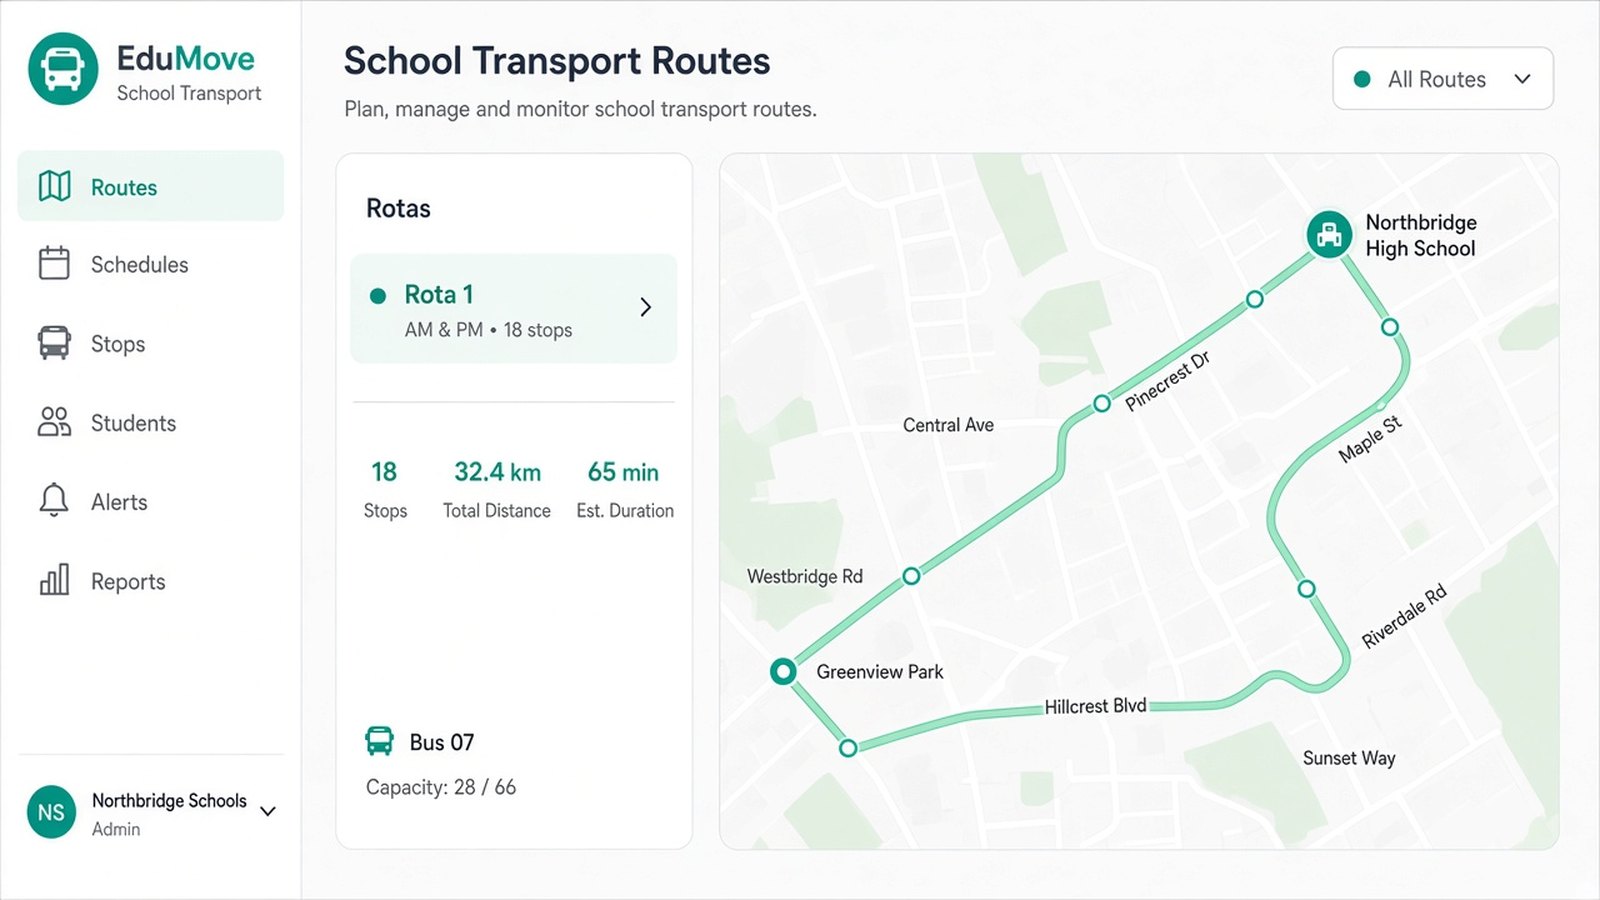 EduMove
School Transport
Routes
Schedules
Stops
Students
Alerts
Reports
NS
Northbridge Schools
Admin
School Transport Routes
Plan, manage and monitor school transport routes.
All Routes
Rotas
Rota 1
AM & PM • 18 stops
18
Stops
32.4 km
Total Distance
65 min
Est. Duration
Bus 07
Capacity: 28 / 66
Northbridge
High School
Pinecrest Dr
Central Ave
Maple St
Westbridge Rd
Riverdale Rd
Greenview Park
Hillcrest Blvd
Sunset Way